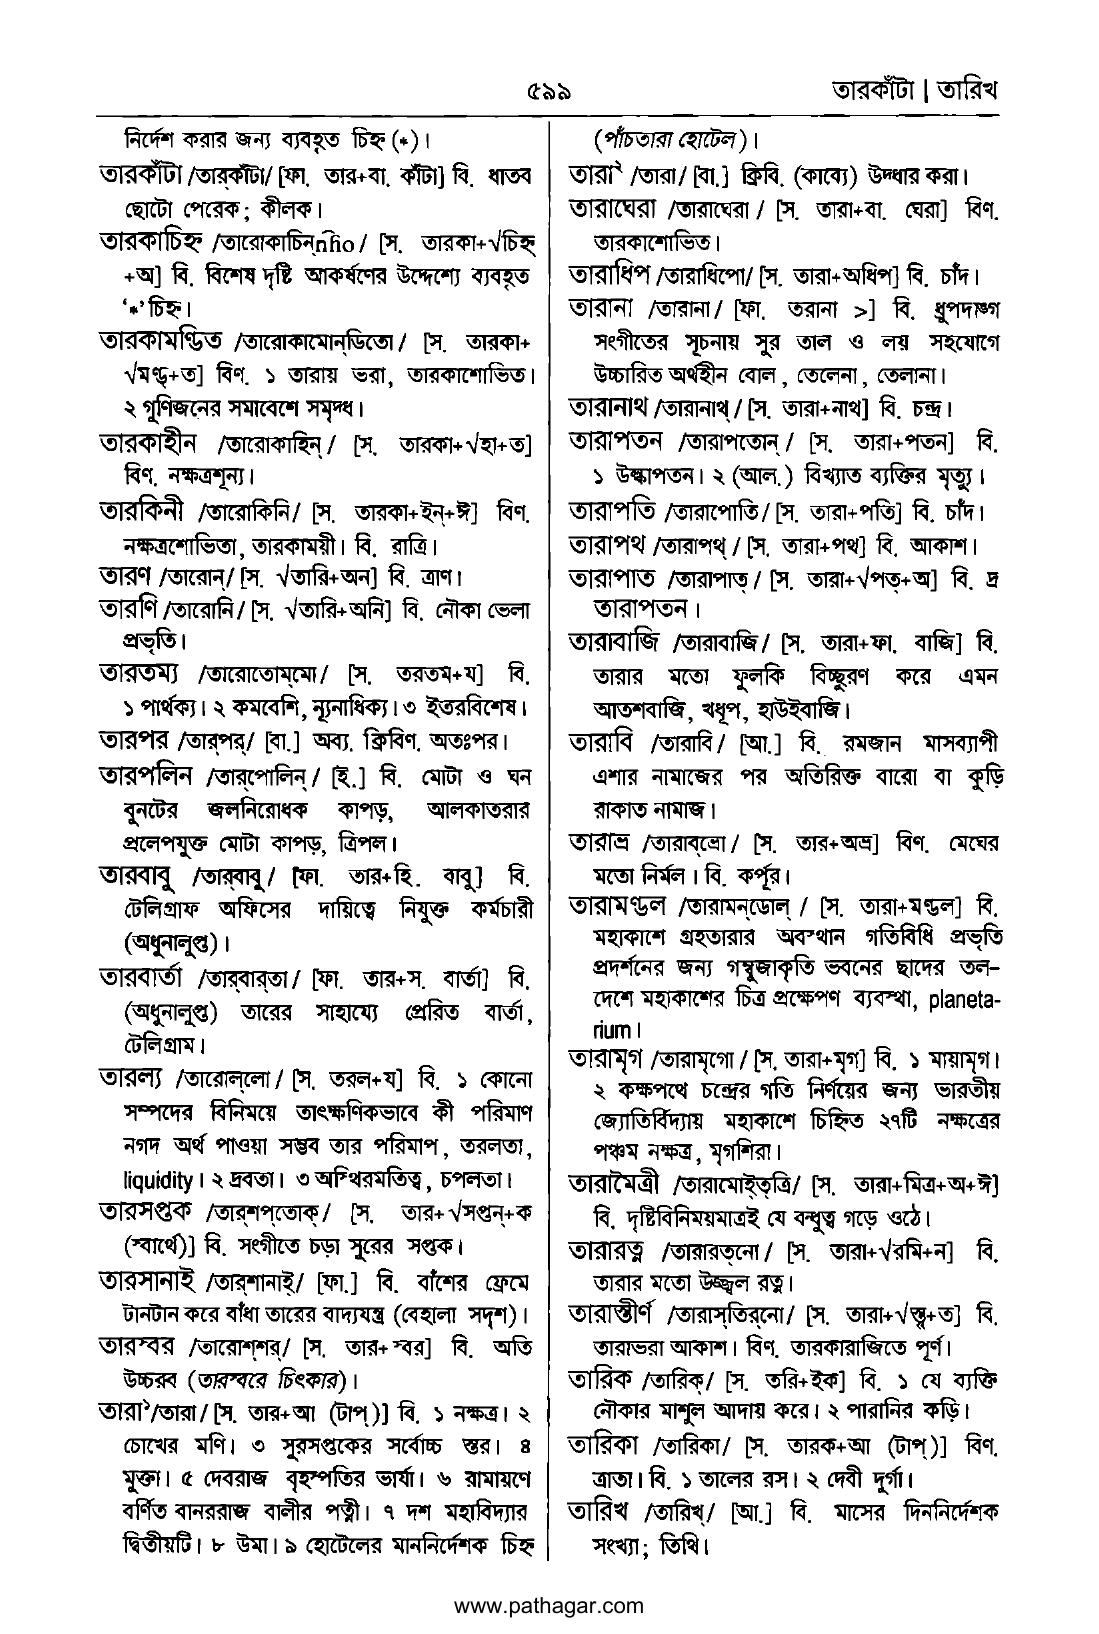 ৫৯৯
তারকাঁটা | তারিখ
নির্দেশ করার জন্য ব্যবহৃত চিহ্ন (*)।
তারকাঁটা /তার্‌কাঁটা/ [ফা. তার+বা. কাঁটা] বি. ধাতব
ছোটো পেরেক; কীলক।
তারকাচিহ্ন /তারোকাচিন্‌nɦo/ [স. তারকা+√চিহ্ন
+অ] বি. বিশেষ দৃষ্টি আকর্ষণের উদ্দেশ্যে ব্যবহৃত
‘*’ চিহ্ন।
তারকামণ্ডিত /তারোকামোন্‌ডিতো/ [স. তারকা+
√মণ্ড্‌+ত] বিণ. ১ তারায় ভরা, তারকাশোভিত।
২ গুণিজনের সমাবেশে সমৃদ্ধ।
তারকাহীন /তারোকাহিন্‌/ [স. তারকা+√হা+ত]
বিণ. নক্ষত্রশূন্য।
তারকিনী /তারোকিনি/ [স. তারকা+ইন্‌+ঈ] বিণ.
নক্ষত্রশোভিতা, তারকাময়ী। বি. রাত্রি।
তারণ /তারোন্‌/ [স. √তারি+অন] বি. ত্রাণ।
তারণি /তারোনি/ [স. √তারি+অনি] বি. নৌকা ভেলা
প্রভৃতি।
তারতম্য /তারোতোম্‌মো/ [স. তরতম+য] বি.
১ পার্থক্য। ২ কমবেশি, ন্যূনাধিক্য। ৩ ইতরবিশেষ।
তারপর /তার্‌পর্‌/ [বা.] অব্য. ক্রিবিণ. অতঃপর।
তারপলিন /তার্‌পোলিন্‌/ [ই.] বি. মোটা ও ঘন
বুনটের জলনিরোধক কাপড়, আলকাতরার
প্রলেপযুক্ত মোটা কাপড়, ত্রিপল।
তারবাবু /তার্‌বাবু/ [ফা. তার+হি. বাবু] বি.
টেলিগ্রাফ অফিসের দায়িত্বে নিযুক্ত কর্মচারী
(অধুনালুপ্ত)।
তারবার্তা /তার্‌বার্‌তা/ [ফা. তার+স. বার্তা] বি.
(অধুনালুপ্ত) তারের সাহায্যে প্রেরিত বার্তা,
টেলিগ্রাম।
তারল্য /তারোল্‌লো/ [স. তরল+য] বি. ১ কোনো
সম্পদের বিনিময়ে তাৎক্ষণিকভাবে কী পরিমাণ
নগদ অর্থ পাওয়া সম্ভব তার পরিমাপ, তরলতা,
liquidity। ২ দ্রবতা। ৩ অস্থিরমতিত্ব, চপলতা।
তারসপ্তক /তার্‌শপ্‌তোক্‌/ [স. তার+√সপ্তন্‌+ক
(স্বার্থে)] বি. সংগীতে চড়া সুরের সপ্তক।
তারসানাই /তার্‌শানাই্‌/ [ফা.] বি. বাঁশের ফ্রেমে
টানটান করে বাঁধা তারের বাদ্যযন্ত্র (বেহালা সদৃশ)।
তারস্বর /তারোশ্‌শর্‌/ [স. তার+স্বর] বি. অতি
উচ্চরব (তারস্বরে চিৎকার)।
তারা¹/তারা/ [স. তার+আ (টাপ্‌)] বি. ১ নক্ষত্র। ২
চোখের মণি। ৩ সুরসপ্তকের সর্বোচ্চ স্তর। ৪
মুক্তা। ৫ দেবরাজ বৃহস্পতির ভার্যা। ৬ রামায়ণে
বর্ণিত বানররাজ বালীর পত্নী। ৭ দশ মহাবিদ্যার
দ্বিতীয়টি। ৮ উমা। ৯ হোটেলের মাননির্দেশক চিহ্ন
(পাঁচতারা হোটেল)।
তারা² /তারা/ [বা.] ক্রিবি. (কাব্যে) উদ্ধার করা।
তারাঘেরা /তারাঘেরা/ [স. তারা+বা. ঘেরা] বিণ.
তারকাশোভিত।
তারাধিপ /তারাধিপো/ [স. তারা+অধিপ] বি. চাঁদ।
তারানা /তারানা/ [ফা. তরানা >] বি. ধ্রুপদাঙ্গ
সংগীতের সূচনায় সুর তাল ও লয় সহযোগে
উচ্চারিত অর্থহীন বোল, তেলেনা, তেলানা।
তারানাথ /তারানাথ্‌/ [স. তারা+নাথ] বি. চন্দ্র।
তারাপতন /তারাপতোন্‌/ [স. তারা+পতন] বি.
১ উল্কাপতন। ২ (আল.) বিখ্যাত ব্যক্তির মৃত্যু।
তারাপতি /তারাপোতি/ [স. তারা+পতি] বি. চাঁদ।
তারাপথ /তারাপথ্‌/ [স. তারা+পথ] বি. আকাশ।
তারাপাত /তারাপাত্‌/ [স. তারা+√পত্‌+অ] বি. দ্র
তারাপতন।
তারাবাজি /তারাবাজি/ [স. তারা+ফা. বাজি] বি.
তারার মতো ফুলকি বিচ্ছুরণ করে এমন
আতশবাজি, খধূপ, হাউইবাজি।
তারাবি /তারাবি/ [আ.] বি. রমজান মাসব্যাপী
এশার নামাজের পর অতিরিক্ত বারো বা কুড়ি
রাকাত নামাজ।
তারাভ্র /তারাব্‌ভ্রো/ [স. তার+অভ্র] বিণ. মেঘের
মতো নির্মল। বি. কর্পূর।
তারামণ্ডল /তারামন্‌ডোল্‌/ [স. তারা+মণ্ডল] বি.
মহাকাশে গ্রহতারার অবস্থান গতিবিধি প্রভৃতি
প্রদর্শনের জন্য গম্বুজাকৃতি ভবনের ছাদের তল-
দেশে মহাকাশের চিত্র প্রক্ষেপণ ব্যবস্থা, planeta-
rium।
তারামৃগ /তারামৃগো/ [স. তারা+মৃগ] বি. ১ মায়ামৃগ।
২ কক্ষপথে চন্দ্রের গতি নির্ণয়ের জন্য ভারতীয়
জ্যোতির্বিদ্যায় মহাকাশে চিহ্নিত ২৭টি নক্ষত্রের
পঞ্চম নক্ষত্র, মৃগশিরা।
তারামৈত্রী /তারামোই্‌ত্‌ত্রি/ [স. তারা+মিত্র+অ+ঈ]
বি. দৃষ্টিবিনিময়মাত্রই যে বন্ধুত্ব গড়ে ওঠে।
তারারত্ন /তারারত্‌নো/ [স. তারা+√রমি+ন] বি.
তারার মতো উজ্জ্বল রত্ন।
তারাস্তীর্ণ /তারাস্‌তির্‌নো/ [স. তারা+√স্তৃ+ত] বি.
তারাভরা আকাশ। বিণ. তারকারাজিতে পূর্ণ।
তারিক /তারিক্‌/ [স. তরি+ইক] বি. ১ যে ব্যক্তি
নৌকার মাশুল আদায় করে। ২ পারানির কড়ি।
তারিকা /তারিকা/ [স. তারক+আ (টাপ্‌)] বিণ.
ত্রাতা। বি. ১ তালের রস। ২ দেবী দুর্গা।
তারিখ /তারিখ্‌/ [আ.] বি. মাসের দিননির্দেশক
সংখ্যা; তিথি।
www.pathagar.com